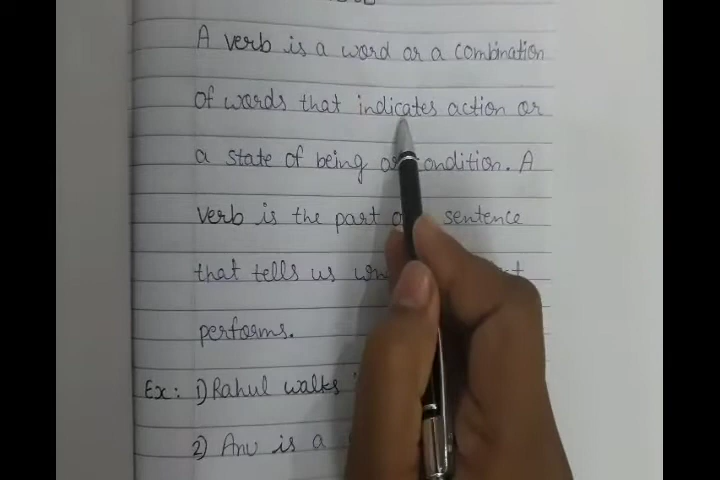 A verb is a word or a combination
of words that indicates action or
a state of being condition. A
verb is the part sentence
that tells us
performs.
Ex: 1) Rahul walks
2) Anu is a